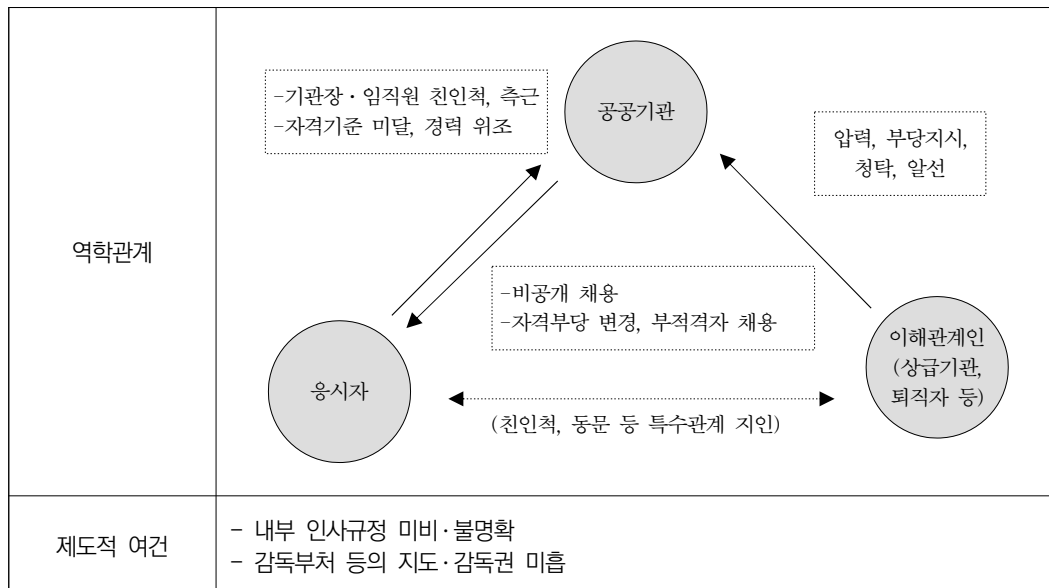 역학관계
-기관장·임직원 친인척, 측근
-자격기준 미달, 경력 위조
공공기관
압력, 부당지시,
청탁, 알선
-비공개 채용
-자격부당 변경, 부적격자 채용
응시자
이해관계인
(상급기관,
퇴직자 등)
(친인척, 동문 등 특수관계 지인)
제도적 여건
- 내부 인사규정 미비·불명확
- 감독부처 등의 지도·감독권 미흡